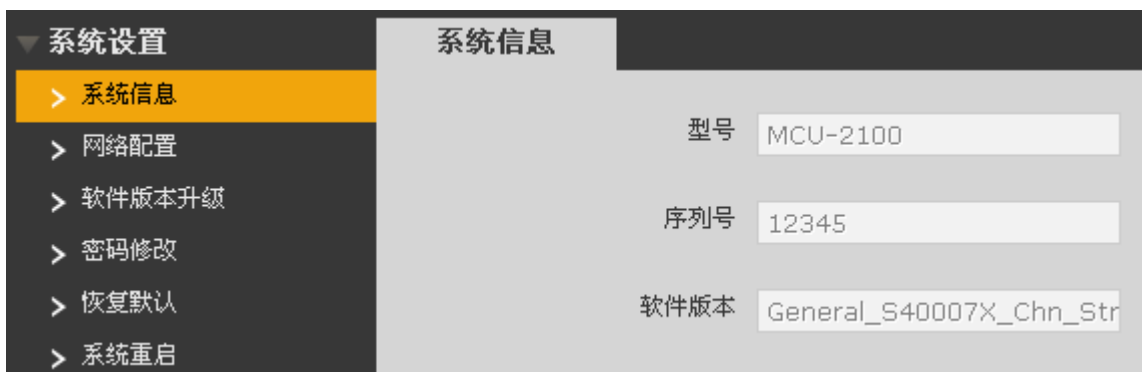 系统设置
系统信息
网络配置
软件版本升级
密码修改
恢复默认
系统重启
系统信息
型号 MCU-2100
序列号 12345
软件版本 General_S40007X_Chn_Str